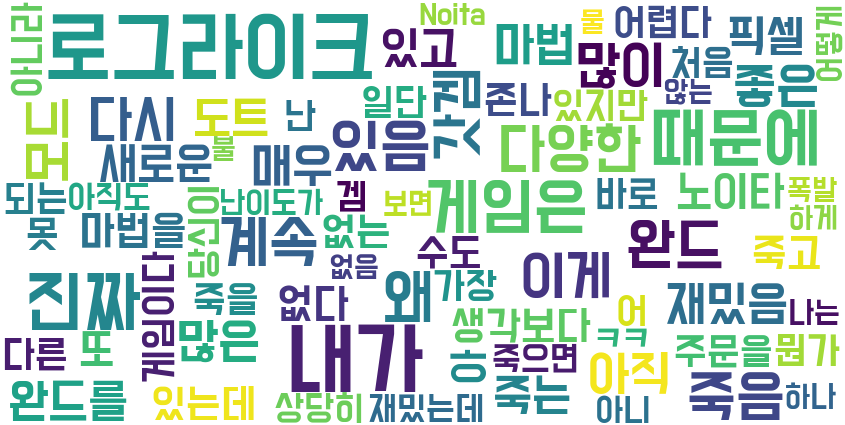 로그라이크
있고
Noita
마법
물
어렵다
픽셀
어떻게
아니라
모든
다시
도트
난
일단
갓겜
존나
많이
처음
않는
좋은
있지만
새로운
불
매우
있음
다양한
때문에
되는
아직도
난이도가
겜
보면
게임은
바로
노이타
폭발
하게
못
마법을
당신이
계속
없는
없음
수도
완드
죽고
진짜
게임이다
죽을
없다
왜
가장
이게
재밌음
나는
다른
또
많은
내가
아
생각보다
어
ㅋㅋ
죽으면
아직
주문을
뭔가
완드를
있는데
상당히
재밌는데
죽는
아니
죽음
하나